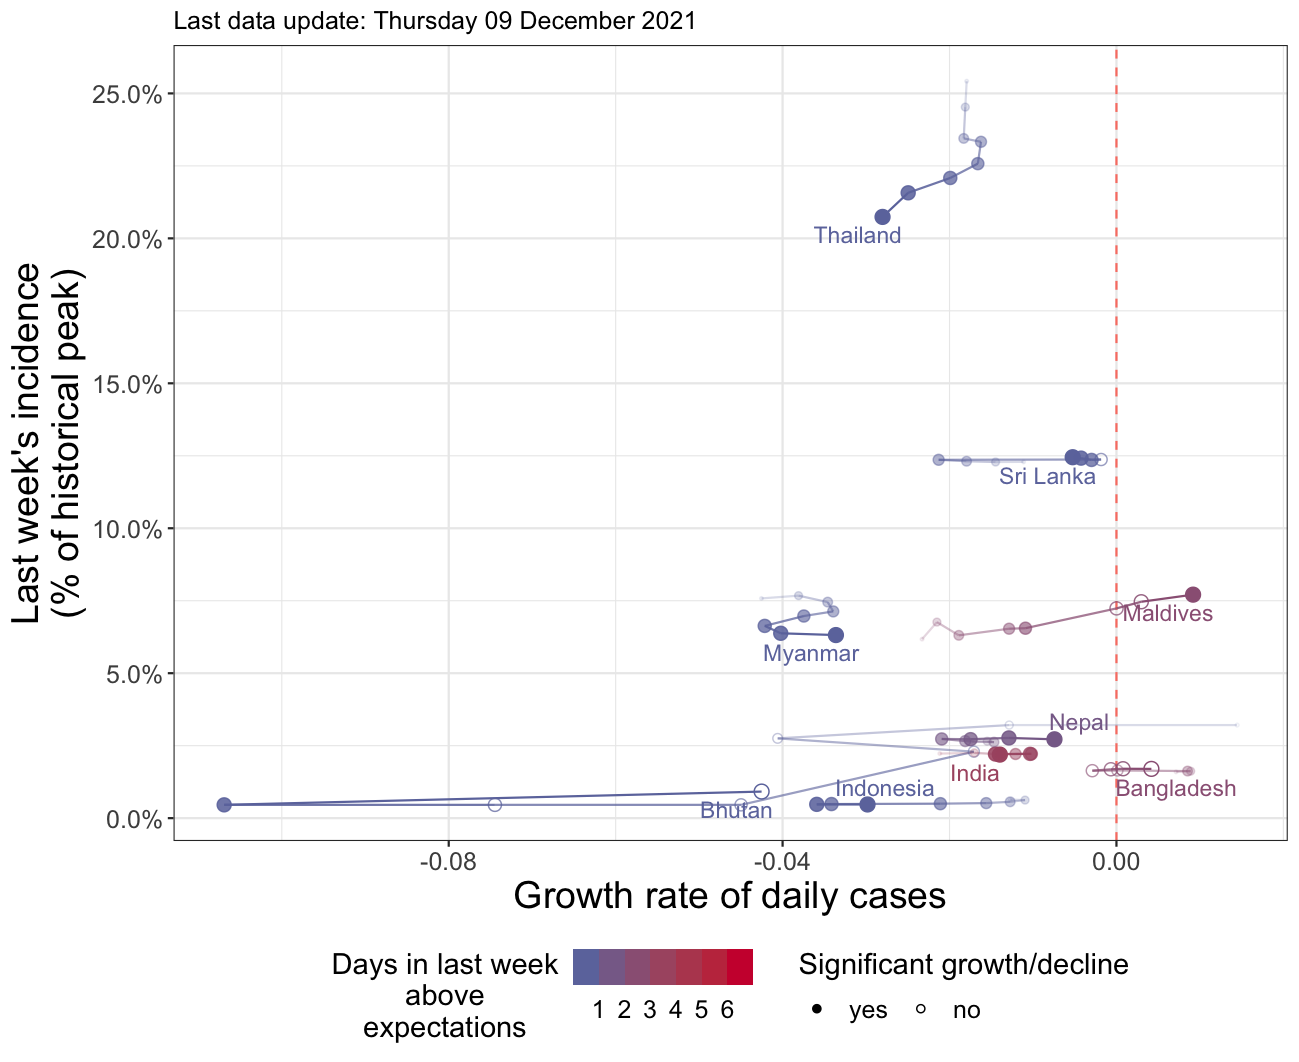 Last data update: Thursday 09 December 2021
Last week's incidence
(% of historical peak)
25.0%
20.0%
15.0%
10.0%
5.0%
0.0%
Thailand
Sri Lanka
Maldives
Myanmar
Nepal
India
Indonesia
Bangladesh
Bhutan
-0.08
-0.04
0.00
Growth rate of daily cases
Days in last week
above
expectations
1 2 3 4 5 6
Significant growth/decline
yes no